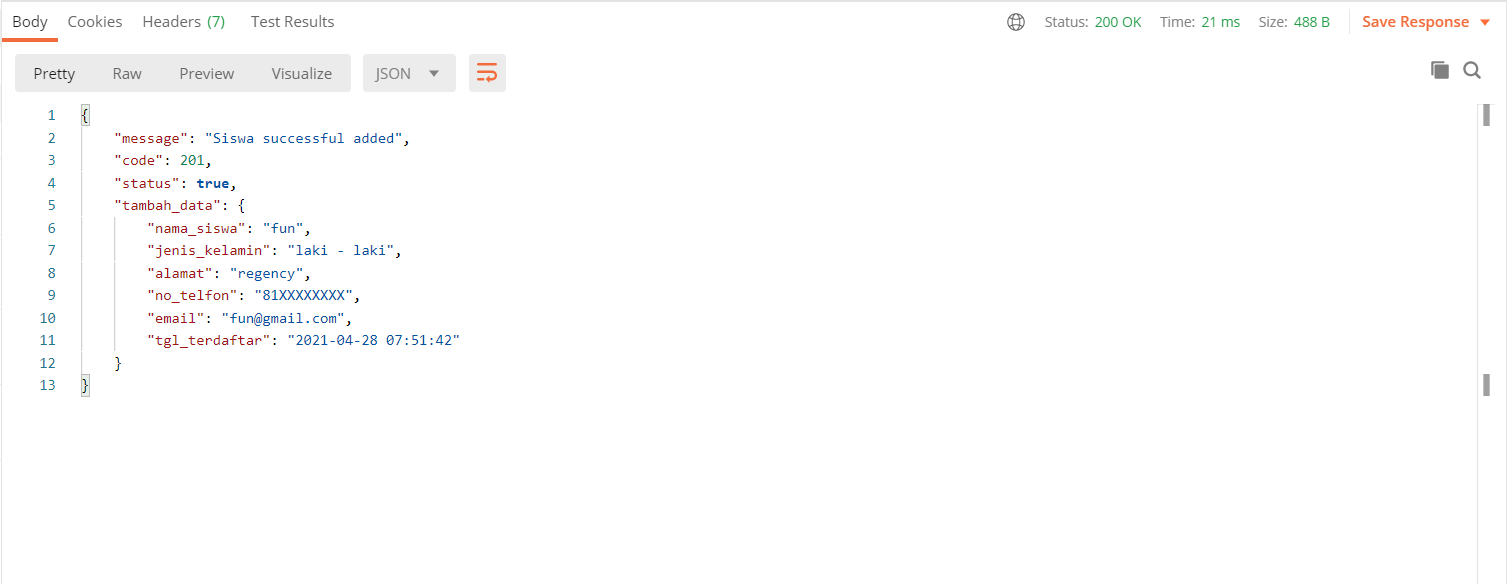 Body Cookies Headers (7) Test Results Status: 200 OK Time: 21 ms Size: 488 B Save Response
Pretty Raw Preview Visualize JSON
1 {
2 "message": "Siswa successful added",
3 "code": 201,
4 "status": true,
5 "tambah_data": {
6 "nama_siswa": "fun",
7 "jenis_kelamin": "laki - laki",
8 "alamat": "regency",
9 "no_telfon": "81XXXXXXXX",
10 "email": "fun@gmail.com",
11 "tgl_terdaftar": "2021-04-28 07:51:42"
12 }
13 }